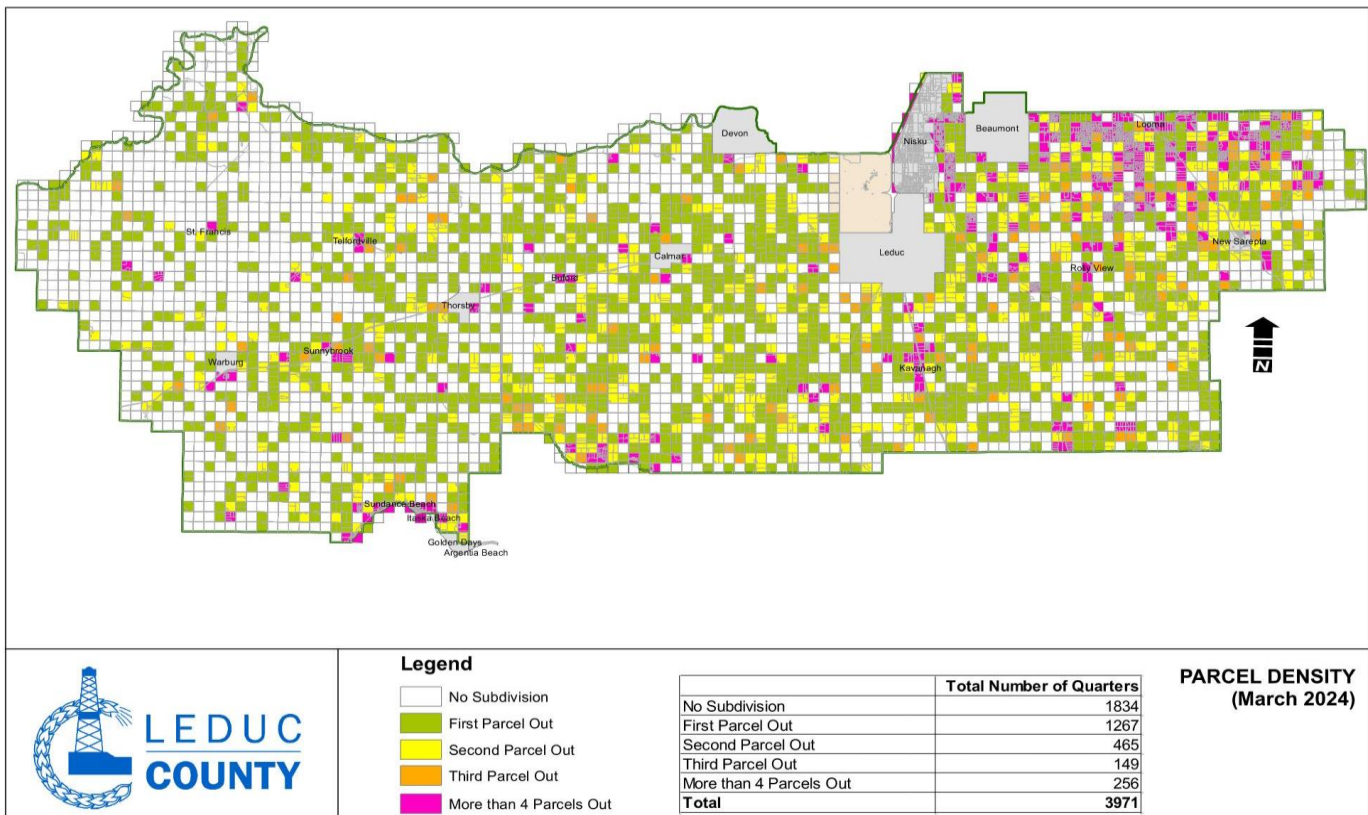 Devon
Beaumont
Looma
Nisku
St. Francis
Telfordville
New Sarepta
Calmar
Leduc
Rolly View
Buford
Thorsby
N
Sunnybrook
Warburg
Kavanagh
Sundance Beach
Itaska Beach
Golden Days
Argentia Beach
LEDUC
COUNTY
Legend
No Subdivision
First Parcel Out
Second Parcel Out
Third Parcel Out
More than 4 Parcels Out
Total Number of Quarters
No Subdivision 1834
First Parcel Out 1267
Second Parcel Out 465
Third Parcel Out 149
More than 4 Parcels Out 256
Total 3971
PARCEL DENSITY
(March 2024)